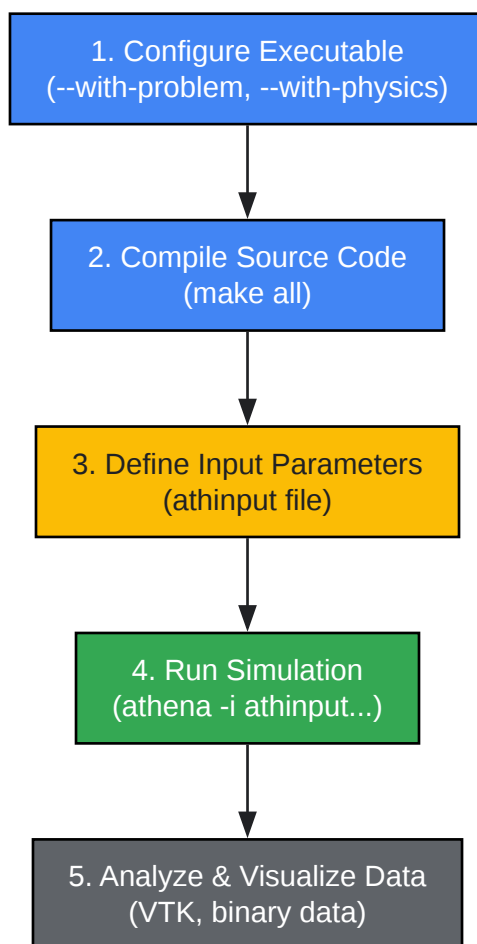 1. Configure Executable
(--with-problem, --with-physics)
2. Compile Source Code
(make all)
3. Define Input Parameters
(athinput file)
4. Run Simulation
(athena -i athinput...)
5. Analyze & Visualize Data
(VTK, binary data)